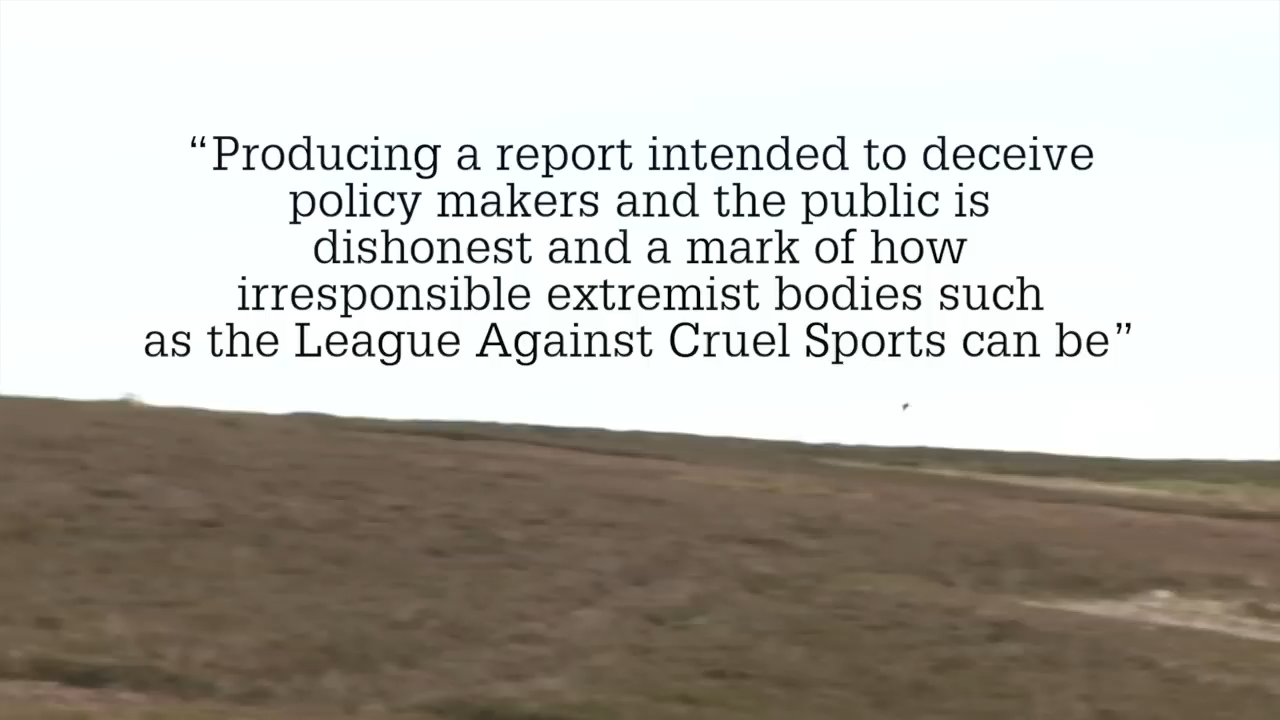 “Producing a report intended to deceive
policy makers and the public is
dishonest and a mark of how
irresponsible extremist bodies such
as the League Against Cruel Sports can be”